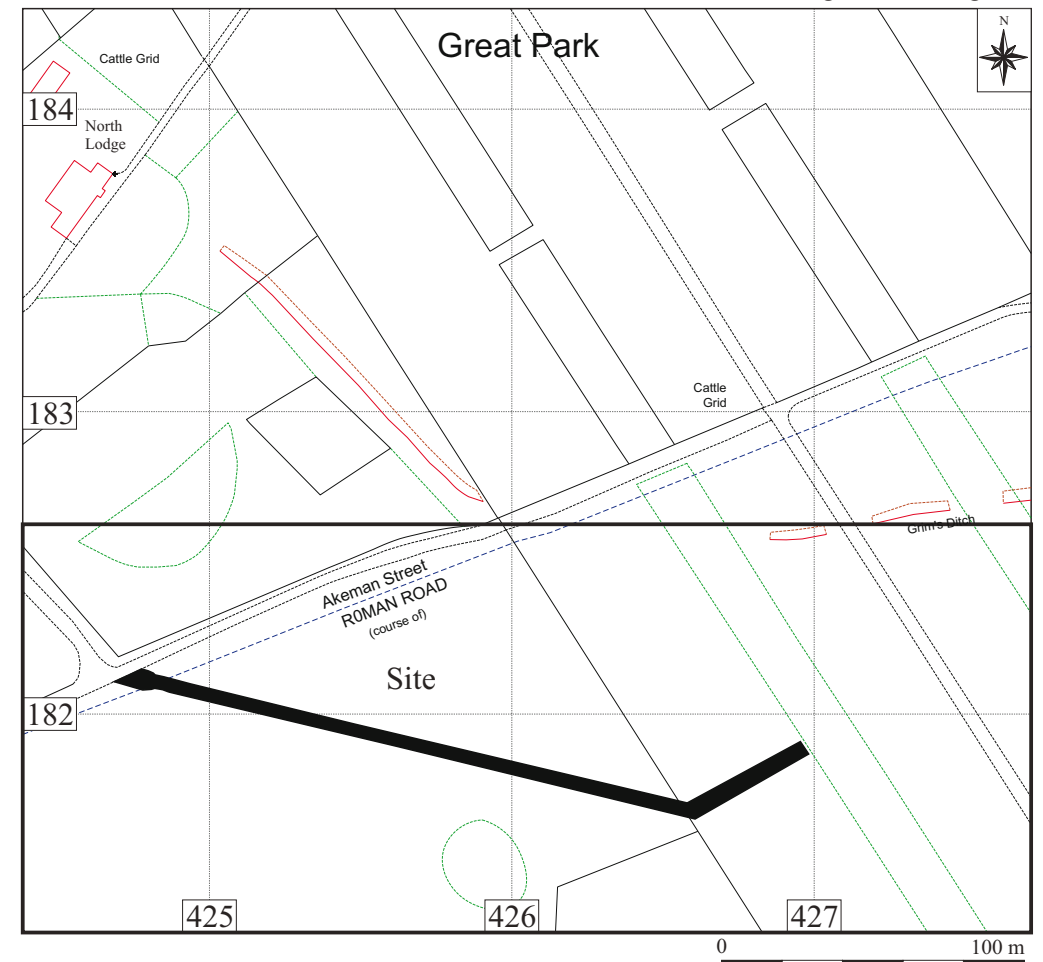 Great Park
N
Cattle Grid
184
North
Lodge
Cattle
Grid
183
Grim's Ditch
Akeman Street
R0MAN ROAD
(course of)
Site
182
425
426
427
0
100 m